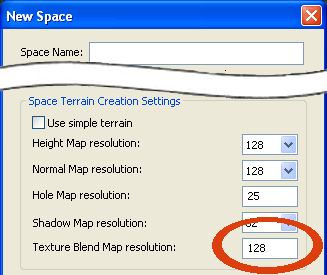 New Space
Space Name:
Space Terrain Creation Settings
Use simple terrain
Height Map resolution: 128
Normal Map resolution: 128
Hole Map resolution: 25
Shadow Map resolution: 32
Texture Blend Map resolution: 128